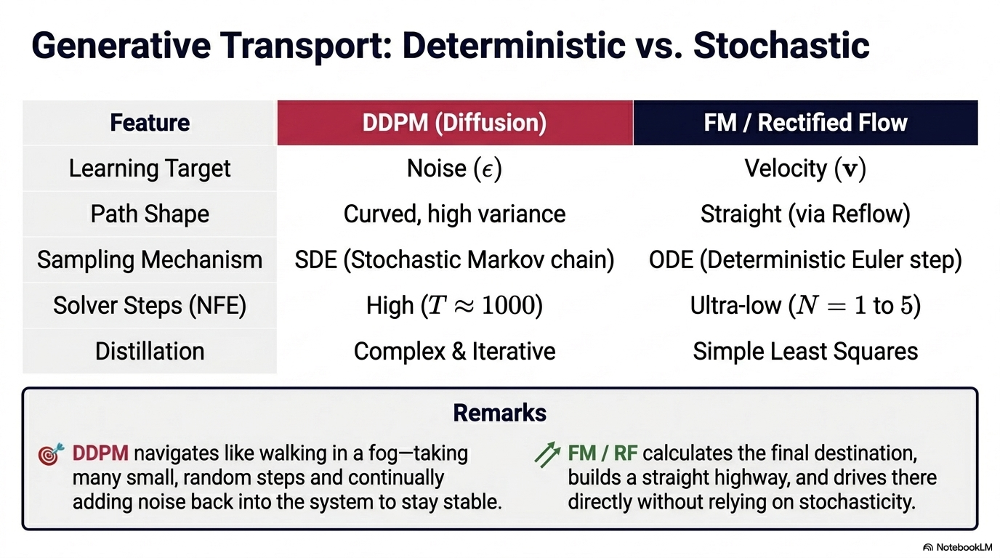 Generative Transport: Deterministic vs. Stochastic
Feature DDPM (Diffusion) FM / Rectified Flow
Learning Target Noise (ϵ) Velocity (v)
Path Shape Curved, high variance Straight (via Reflow)
Sampling Mechanism SDE (Stochastic Markov chain) ODE (Deterministic Euler step)
Solver Steps (NFE) High (T ≈ 1000) Ultra-low (N = 1 to 5)
Distillation Complex & Iterative Simple Least Squares
Remarks
DDPM navigates like walking in a fog—taking
many small, random steps and continually
adding noise back into the system to stay stable.
FM / RF calculates the final destination,
builds a straight highway, and drives there
directly without relying on stochasticity.
NotebookLM